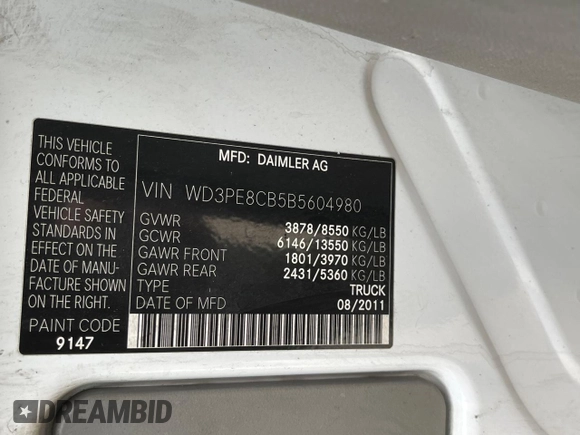 THIS VEHICLE
CONFORMS TO
ALL APPLICABLE
FEDERAL
VEHICLE SAFETY
STANDARDS IN
EFFECT ON THE
DATE OF MANU-
FACTURE SHOWN
ON THE RIGHT.
PAINT CODE
9147
MFD: DAIMLER AG
VIN WD3PE8CB5B5604980
GVWR 3878/8550 KG/LB
GCWR 6146/13550 KG/LB
GAWR FRONT 1801/3970 KG/LB
GAWR REAR 2431/5360 KG/LB
TYPE TRUCK
DATE OF MFD 08/2011
DREAMBID